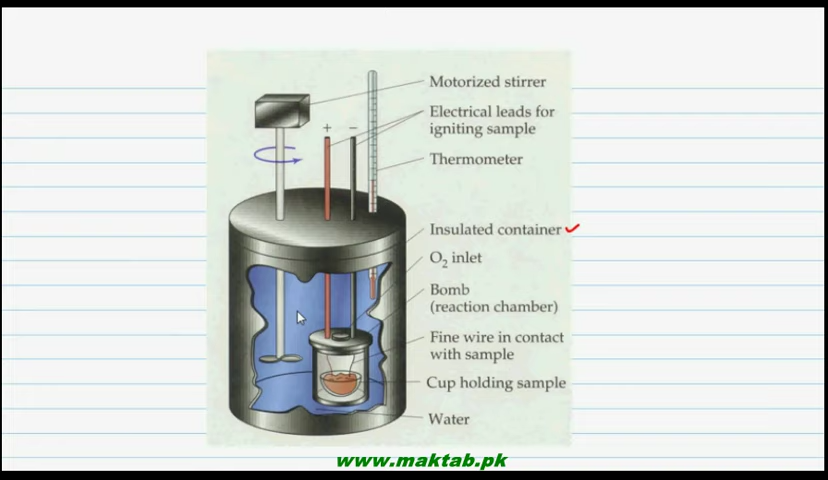 Motorized stirrer
Electrical leads for
igniting sample
+ −
Thermometer
Insulated container
O₂ inlet
Bomb
(reaction chamber)
Fine wire in contact
with sample
Cup holding sample
Water
www.maktab.pk